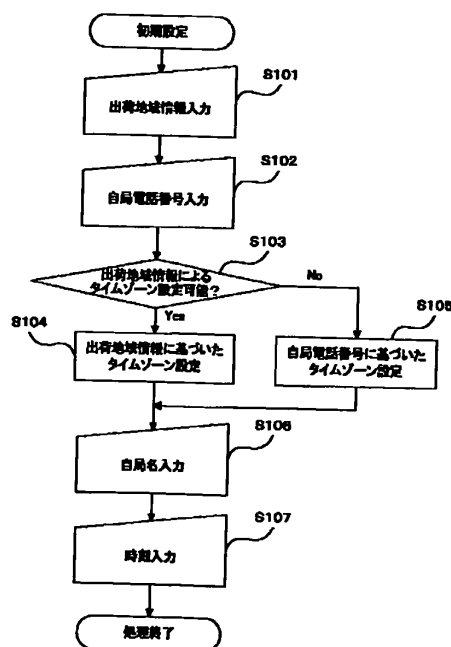 初期設定
S101
出荷地域情報入力
S102
自局電話番号入力
S103
出荷地域情報による
タイムゾーン設定可能？
No
Yes
S104
出荷地域情報に基づいた
タイムゾーン設定
S105
自局電話番号に基づいた
タイムゾーン設定
S106
自局名入力
S107
時刻入力
処理終了